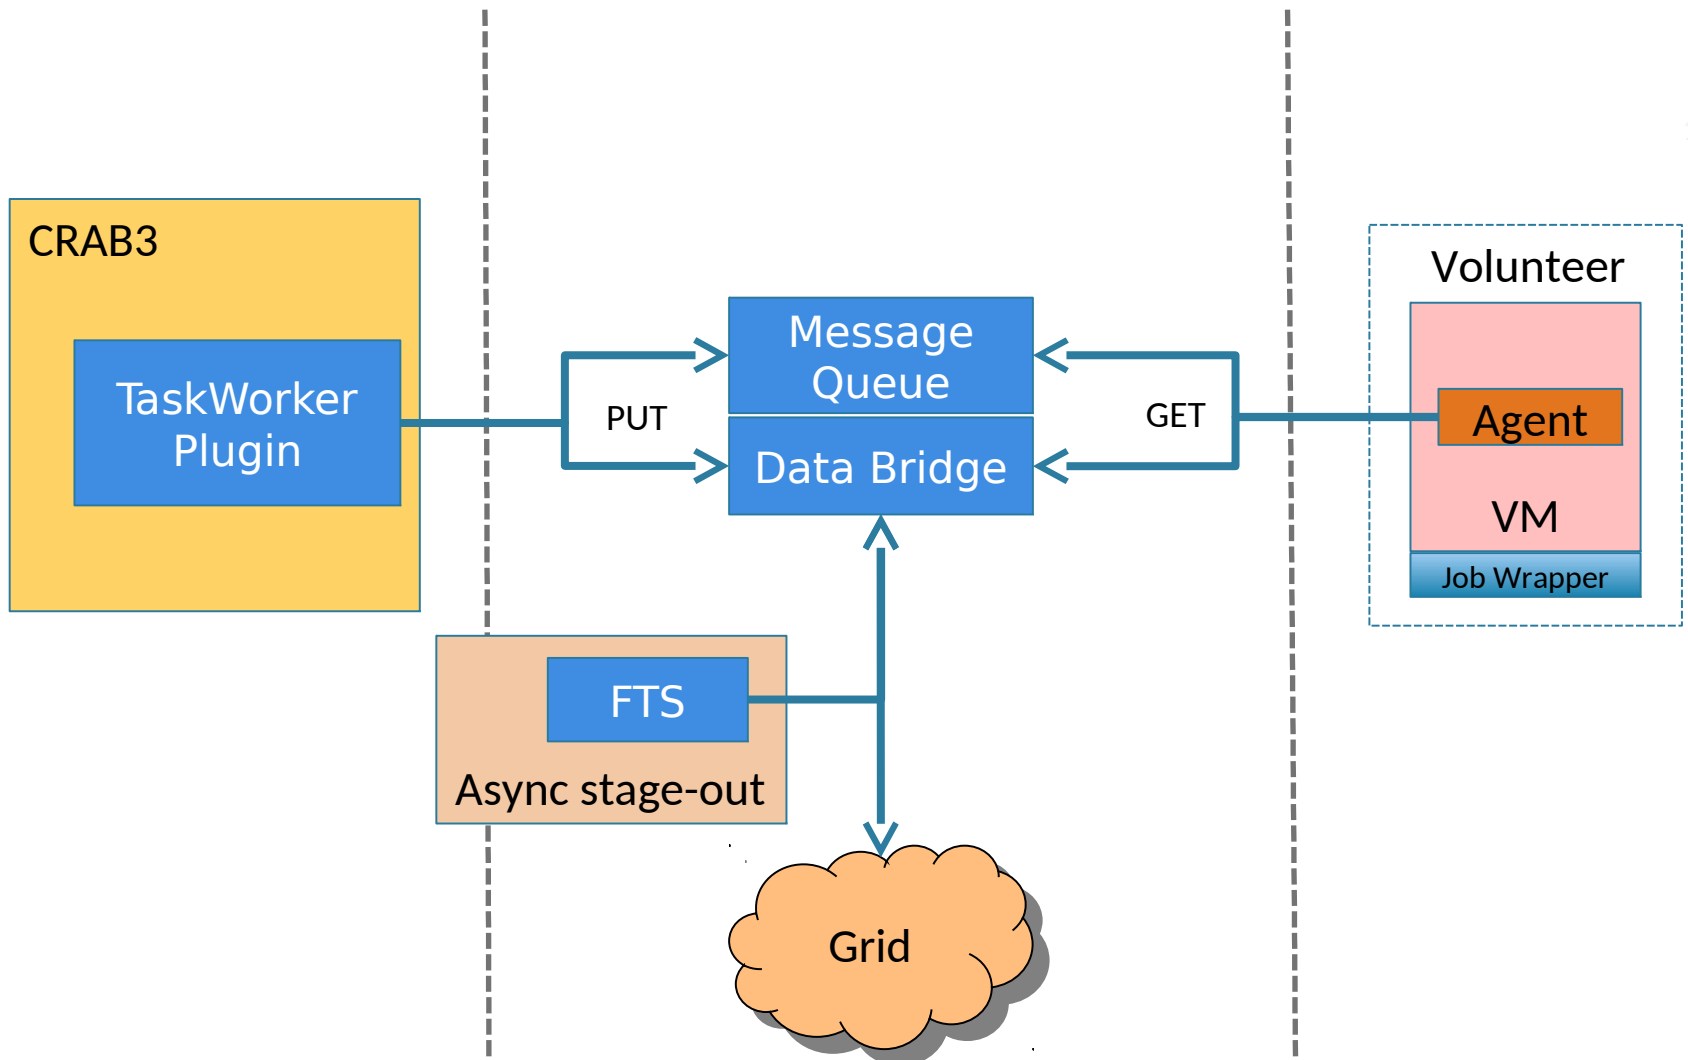 CRAB3
TaskWorker
Plugin
PUT
Message
Queue
Data Bridge
GET
Volunteer
Agent
VM
Job Wrapper
FTS
Async stage-out
Grid